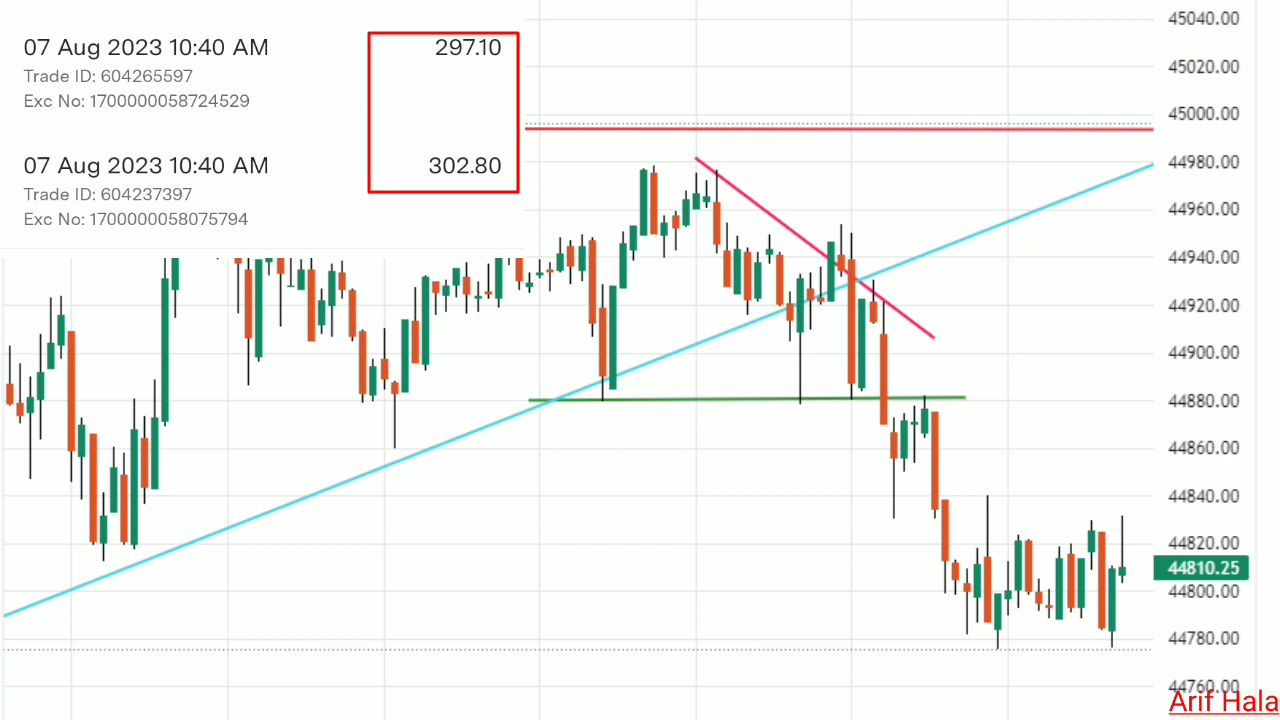 07 Aug 2023 10:40 AM 297.10
Trade ID: 604265597
Exc No: 1700000058724529
07 Aug 2023 10:40 AM 302.80
Trade ID: 604237397
Exc No: 1700000058075794
45040.00
45020.00
45000.00
44980.00
44960.00
44940.00
44920.00
44900.00
44880.00
44860.00
44840.00
44820.00
44810.25
44800.00
44780.00
44760.00
Arif Hala